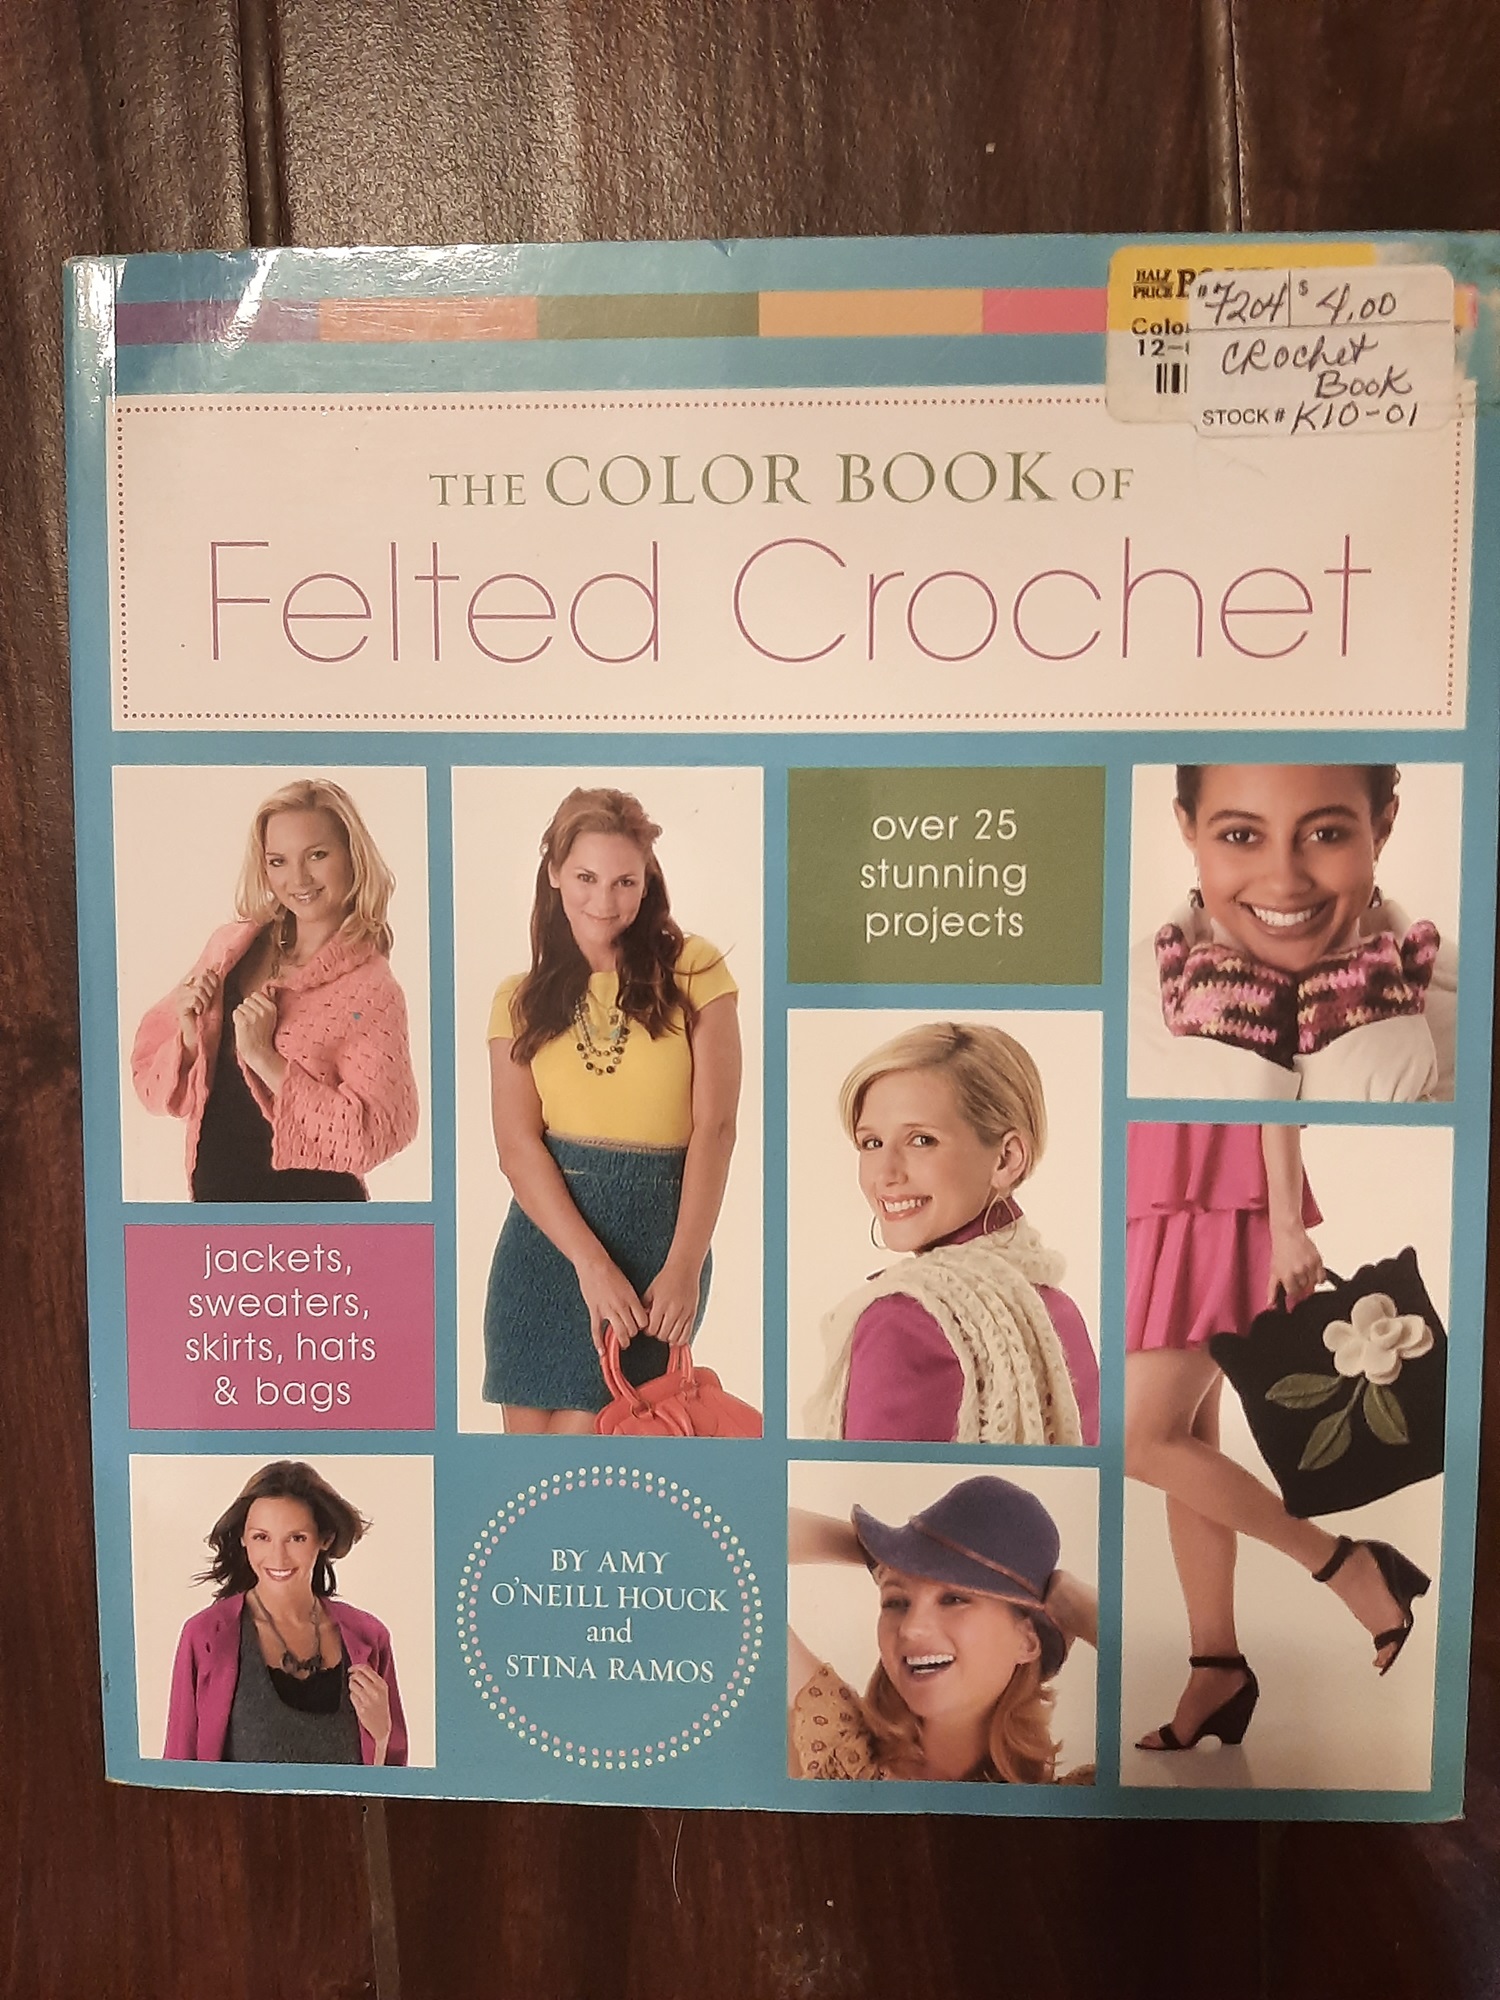 HALF
PRICE
#7204 $4.00
Crochet
Book
STOCK # K10-01
12-
THE COLOR BOOK OF
Felted Crochet
over 25
stunning
projects
jackets,
sweaters,
skirts, hats
& bags
BY AMY
O'NEILL HOUCK
and
STINA RAMOS